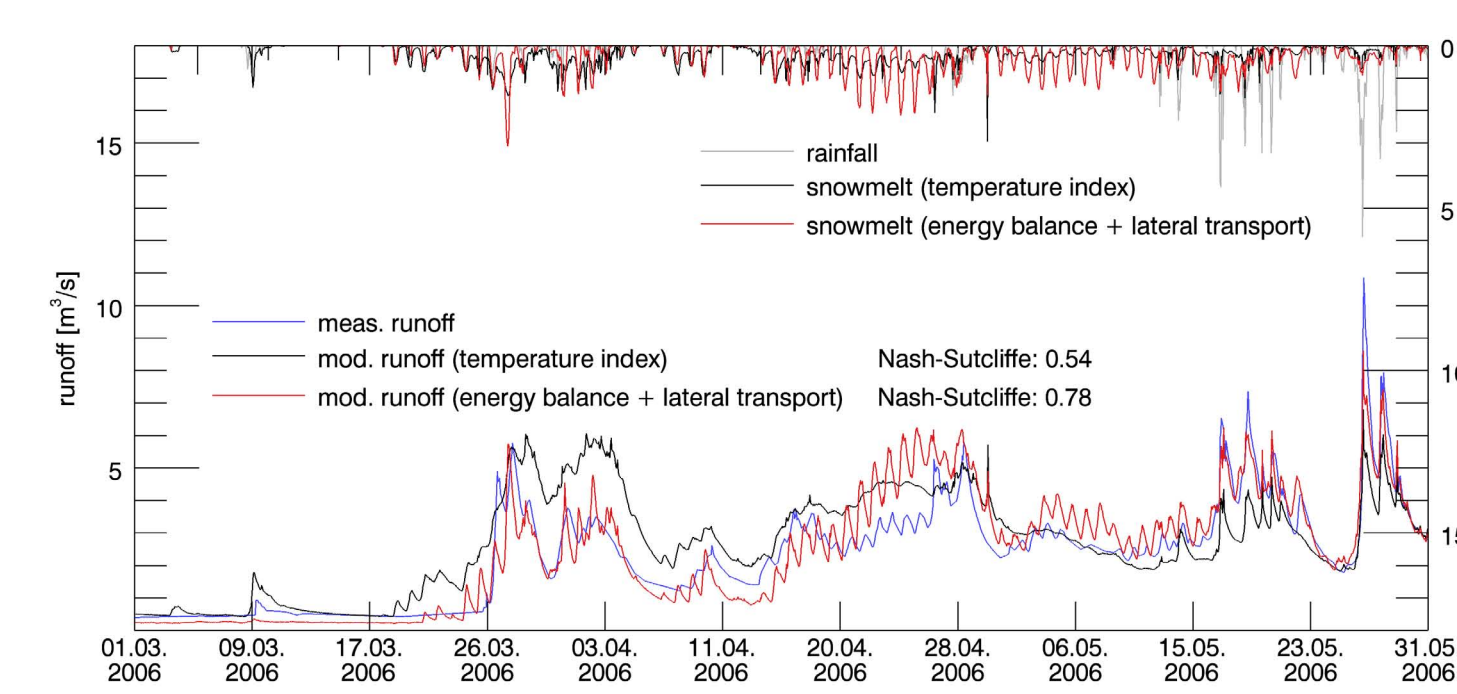 0
15
rainfall
snowmelt (temperature index)
5
snowmelt (energy balance + lateral transport)
runoff [m³/s]
10
meas. runoff
mod. runoff (temperature index) Nash-Sutcliffe: 0.54
10
mod. runoff (energy balance + lateral transport) Nash-Sutcliffe: 0.78
5
15
01.03. 09.03. 17.03. 26.03. 03.04. 11.04. 20.04. 28.04. 06.05. 15.05. 23.05. 31.05
2006 2006 2006 2006 2006 2006 2006 2006 2006 2006 2006 2006